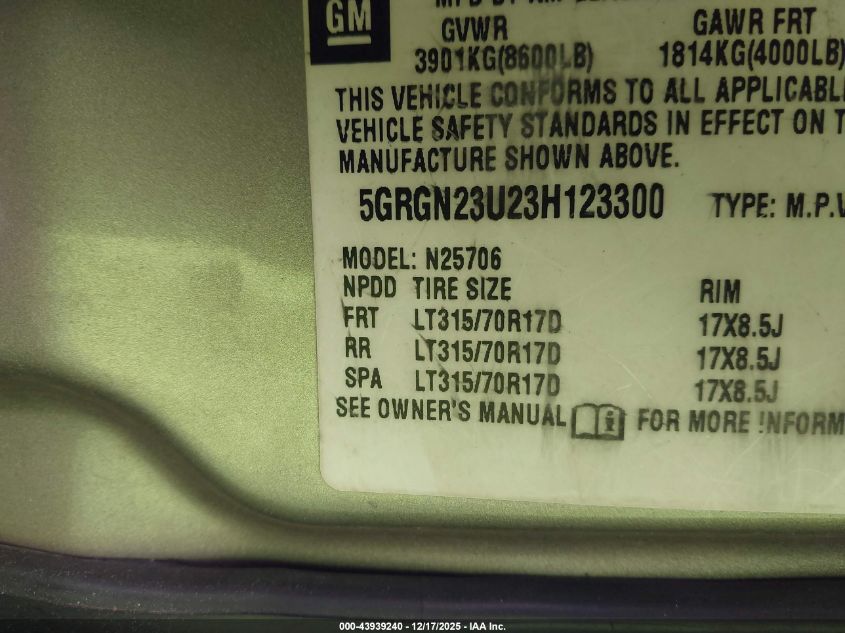 GM
GVWR GAWR FRT
3901KG(8600LB) 1814KG(4000LB)
THIS VEHICLE CONFORMS TO ALL
VEHICLE SAFETY STANDARDS IN EFFECT ON
MANUFACTURE SHOWN ABOVE.
5GRGN23U23H123300 TYPE: M.P.V
MODEL: N25706
NPDD TIRE SIZE RIM
FRT LT315/70R17D 17X8.5J
RR LT315/70R17D 17X8.5J
SPA LT315/70R17D 17X8.5J
SEE OWNER'S MANUAL FOR MORE
000-43939240 - 12/17/2025 - IAA Inc.